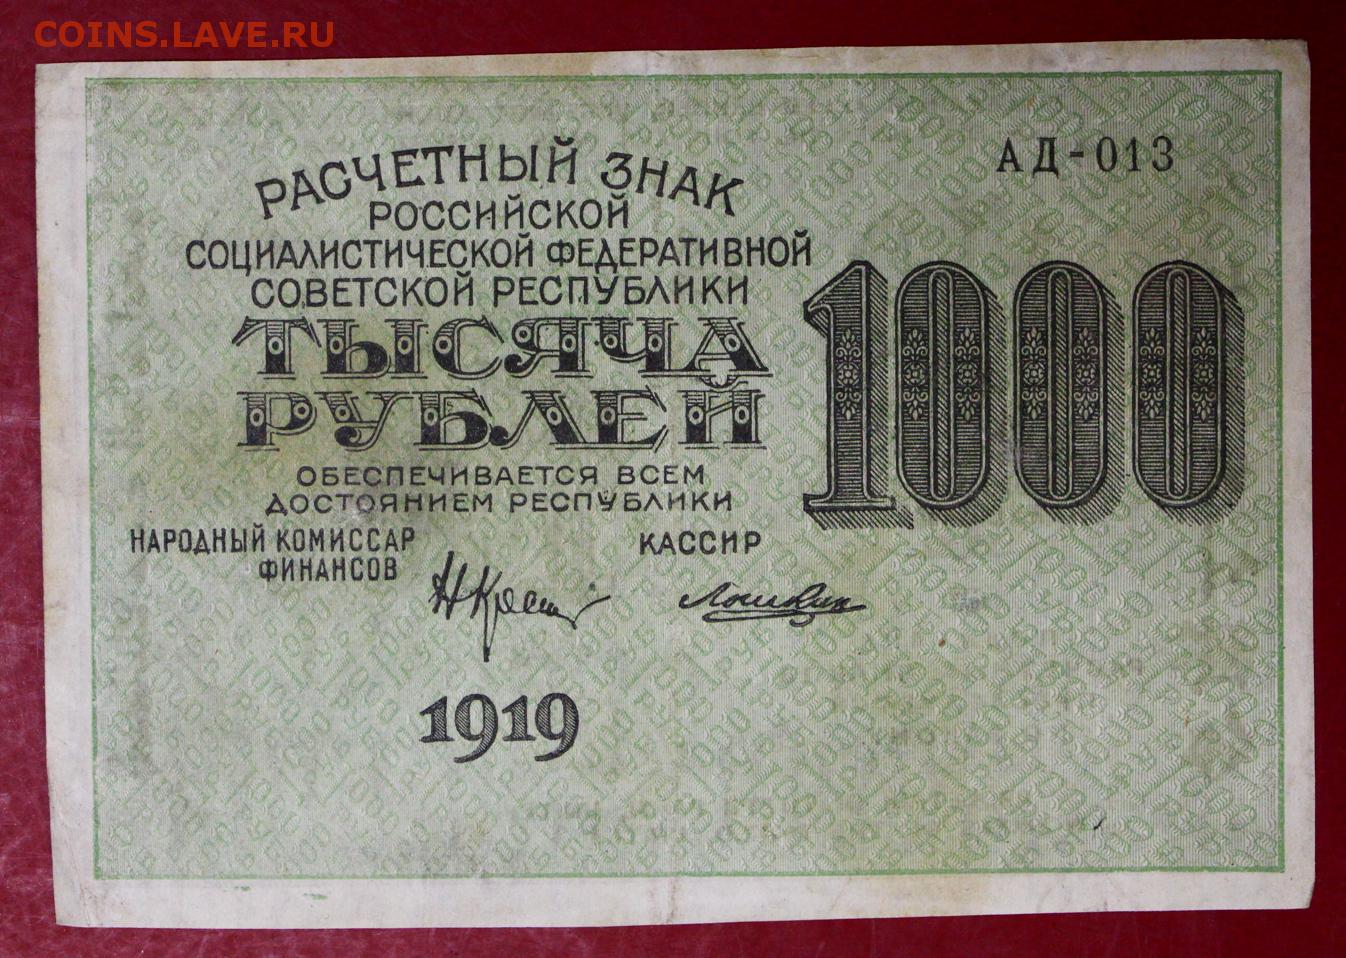 COINS.LAVE.RU
АД-013
РАСЧЕТНЫЙ ЗНАК
РОССИЙСКОЙ
СОЦИАЛИСТИЧЕСКОЙ ФЕДЕРАТИВНОЙ
СОВЕТСКОЙ РЕСПУБЛИКИ
ТЫСЯЧА
РУБЛЕЙ
1000
ОБЕСПЕЧИВАЕТСЯ ВСЕМ
ДОСТОЯНИЕМ РЕСПУБЛИКИ
НАРОДНЫЙ КОМИССАР
ФИНАНСОВ
КАССИР
1919